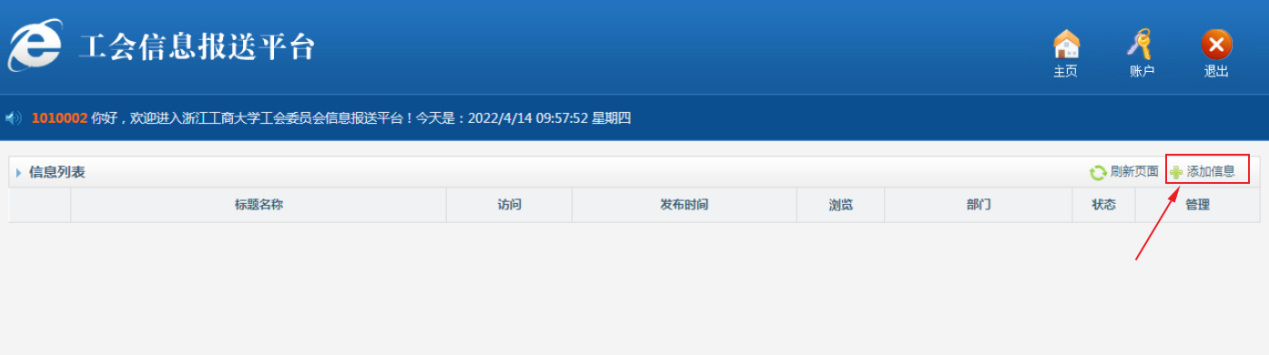 工会信息报送平台
主页 账户 退出
1010002 你好，欢迎进入浙江工商大学工会委员会信息报送平台！今天是：2022/4/14 09:57:52 星期四
信息列表 刷新页面 添加信息
标题名称 访问 发布时间 浏览 部门 状态 管理